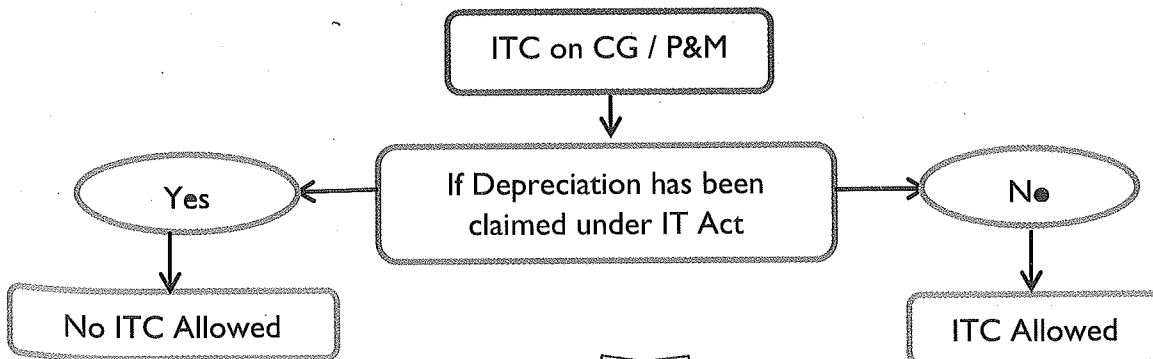 ITC on CG / P&M
If Depreciation has been
claimed under IT Act
Yes
No
No ITC Allowed
ITC Allowed